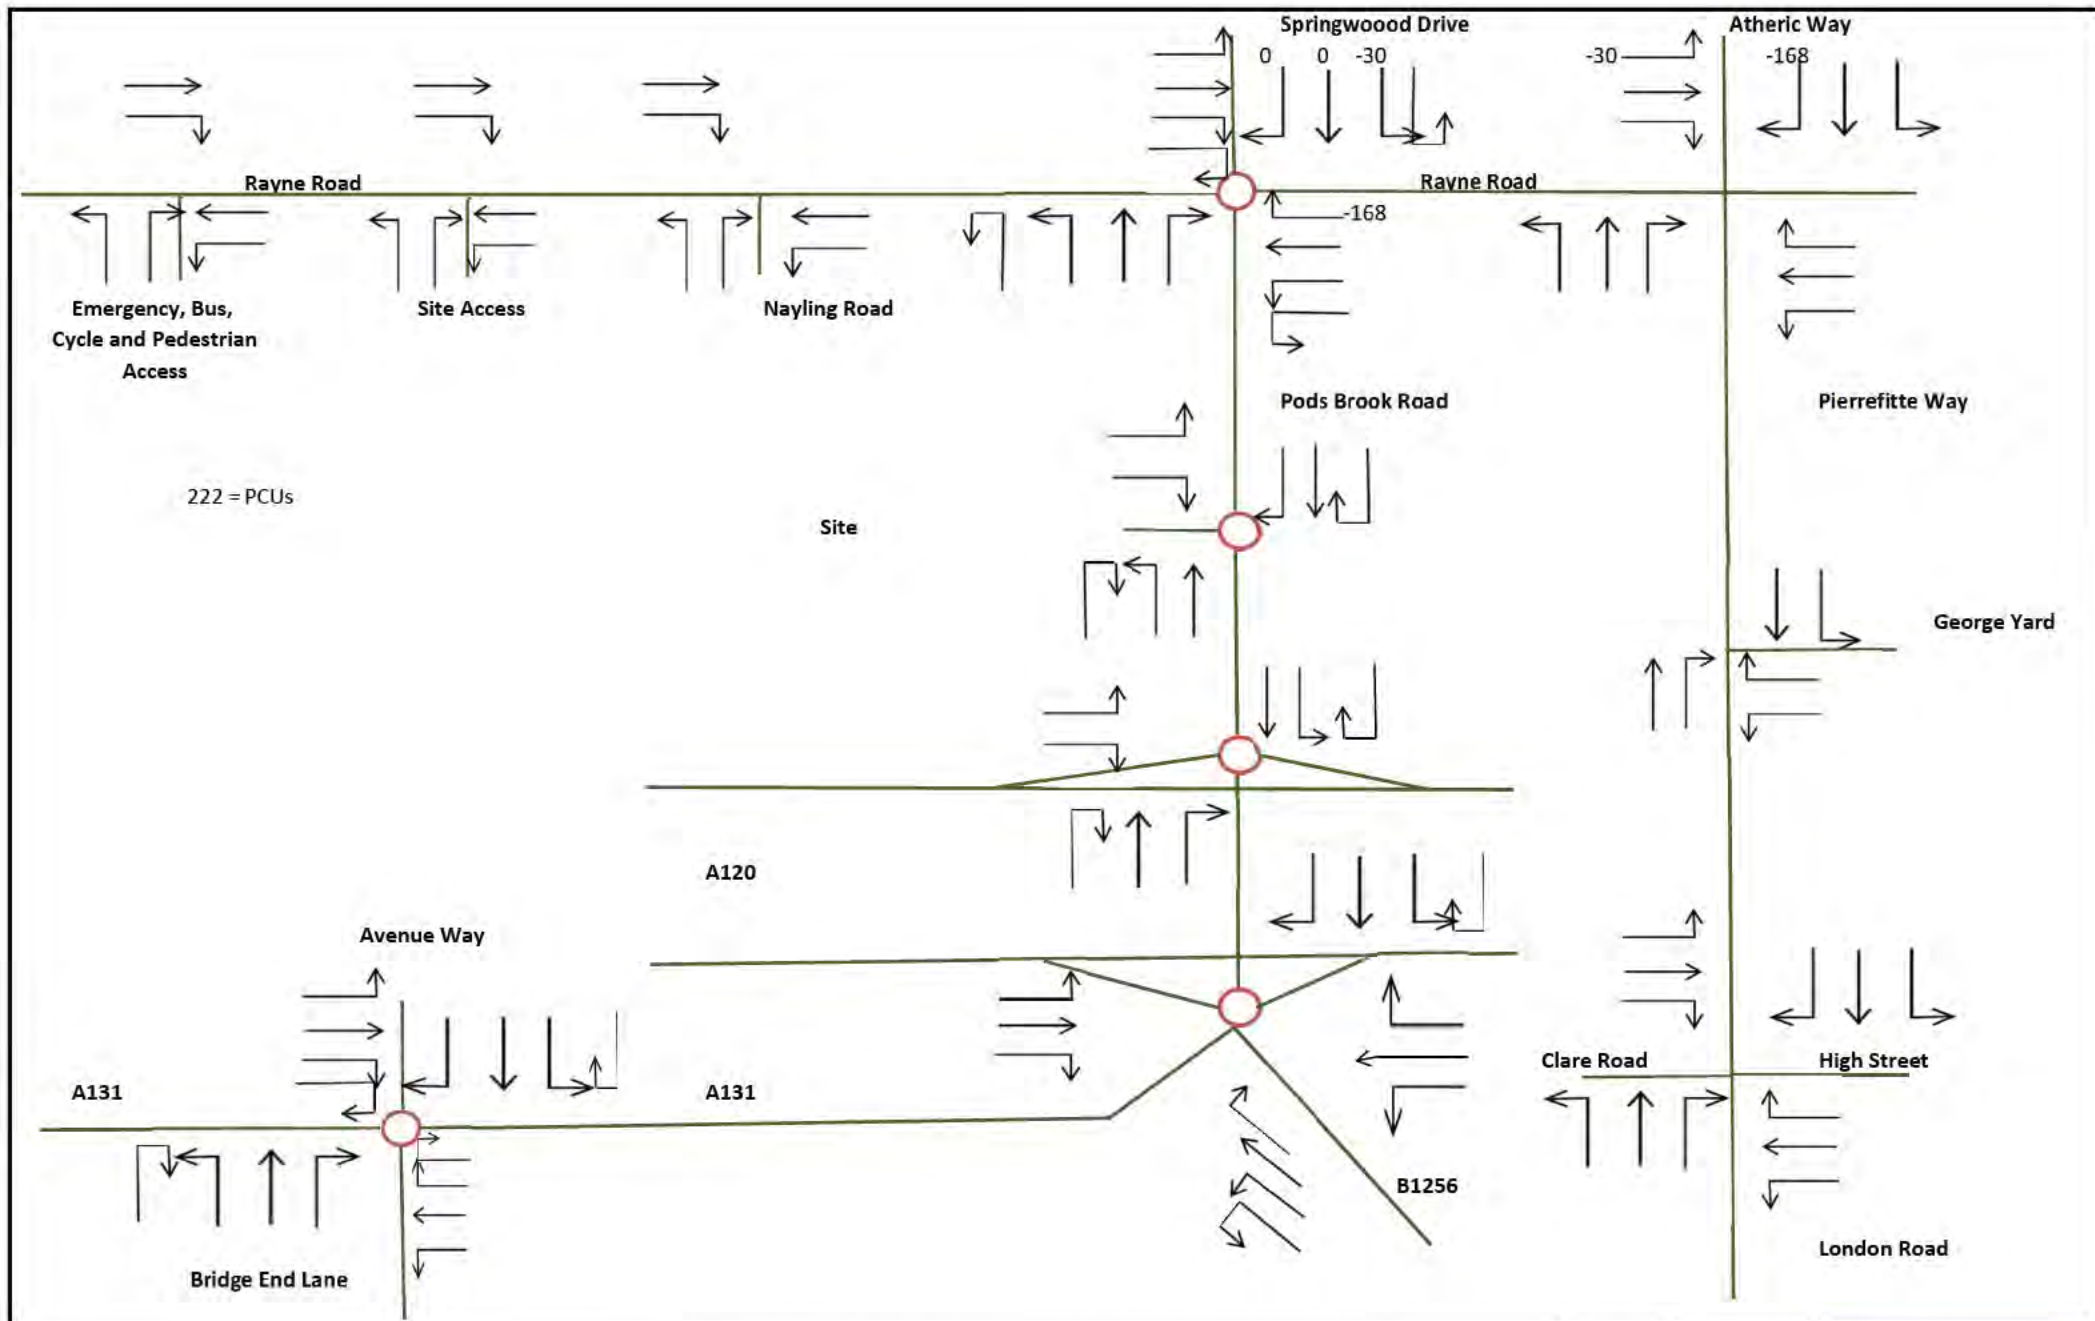 Springwoood Drive
Atheric Way
0 0 -30
-30
-168
Rayne Road
Rayne Road
-168
Emergency, Bus,
Cycle and Pedestrian
Access
Site Access
Nayling Road
Pods Brook Road
Pierrefitte Way
222 = PCUs
Site
George Yard
A120
Avenue Way
A131
A131
Clare Road
High Street
B1256
London Road
Bridge End Lane